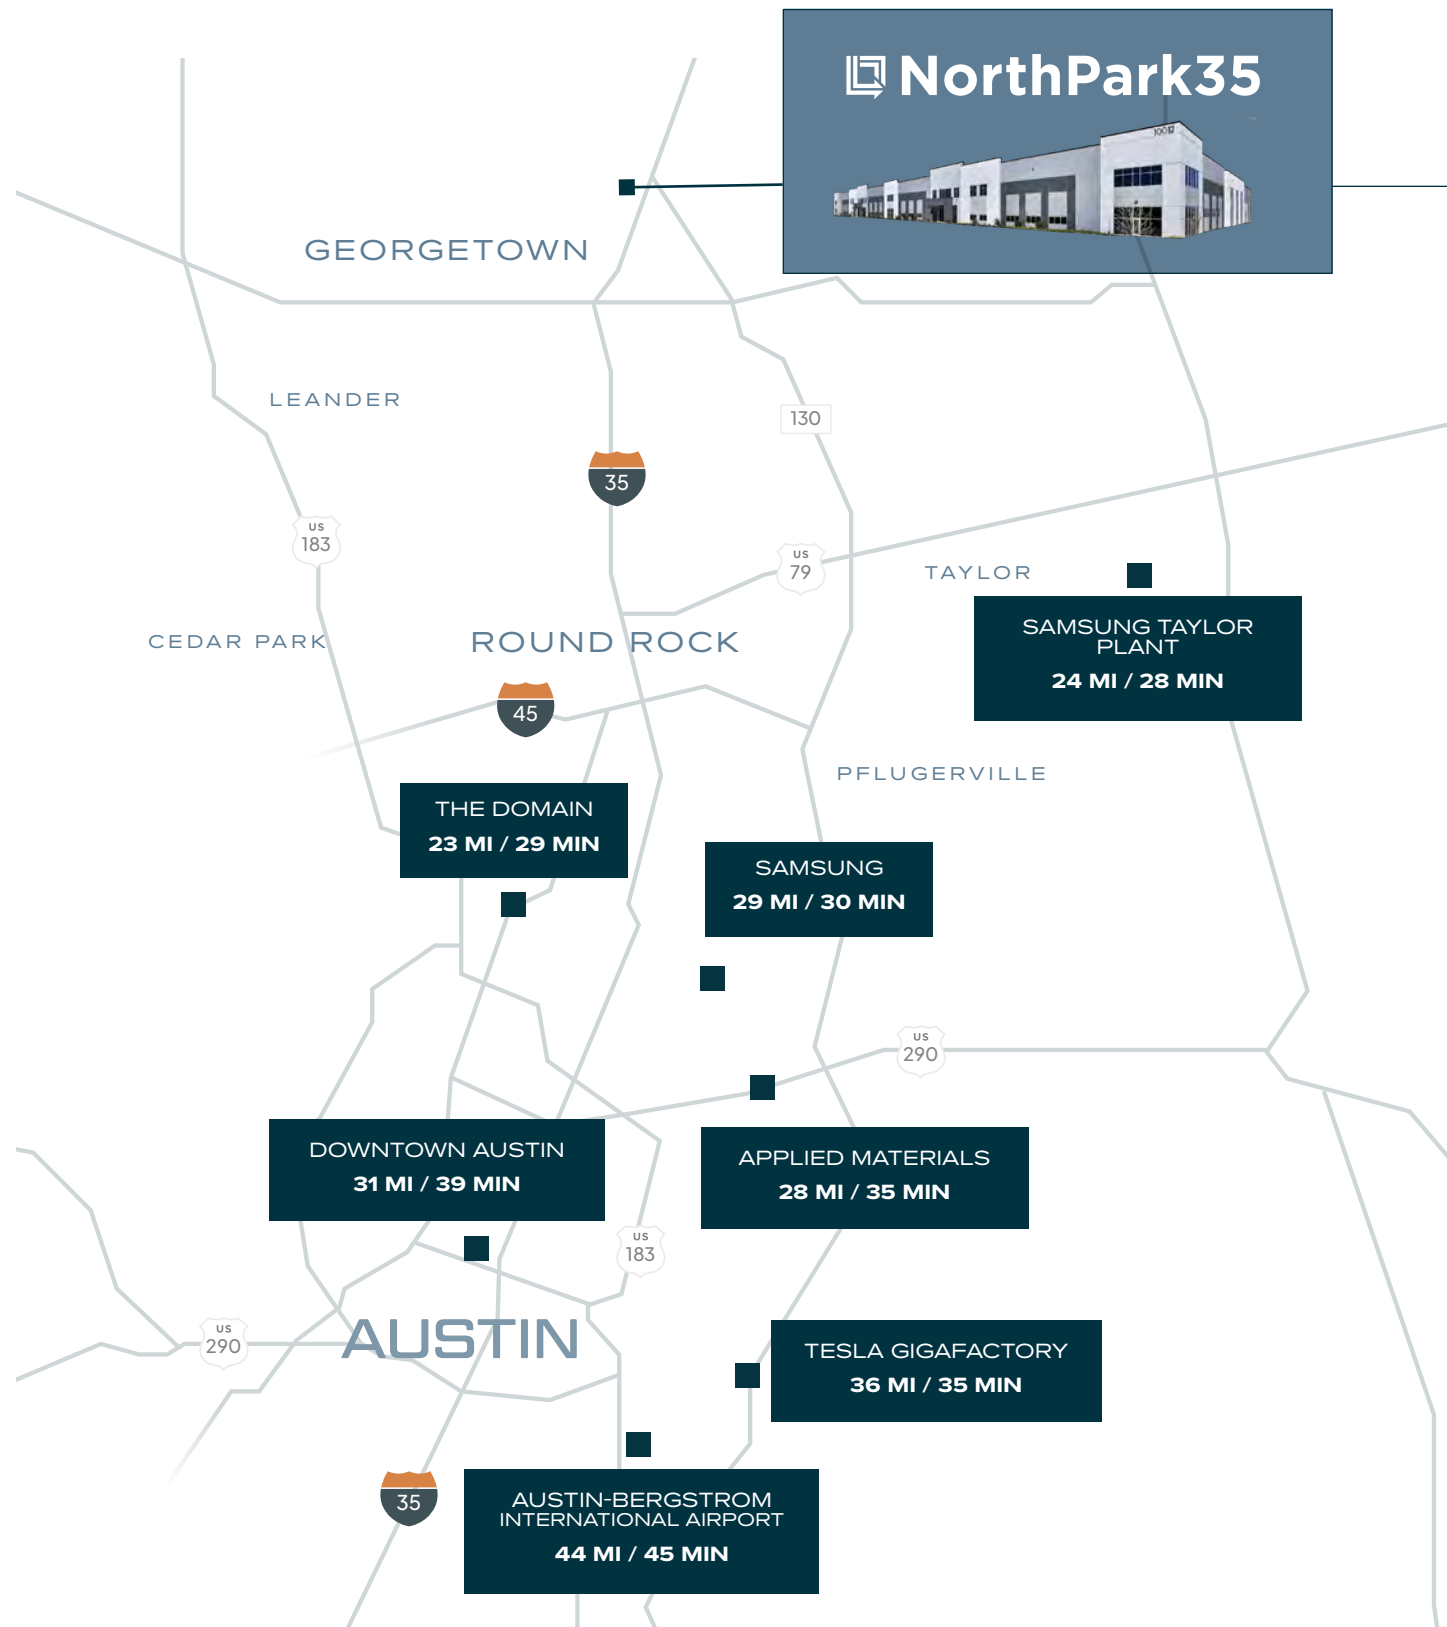 NorthPark35
100
GEORGETOWN
LEANDER
130
35
US
183
US
79
TAYLOR
SAMSUNG TAYLOR
PLANT
24 MI / 28 MIN
CEDAR PARK
ROUND ROCK
45
PFLUGERVILLE
THE DOMAIN
23 MI / 29 MIN
SAMSUNG
29 MI / 30 MIN
US
290
DOWNTOWN AUSTIN
31 MI / 39 MIN
APPLIED MATERIALS
28 MI / 35 MIN
US
183
US
290
AUSTIN
TESLA GIGAFACTORY
36 MI / 35 MIN
35
AUSTIN-BERGSTROM
INTERNATIONAL AIRPORT
44 MI / 45 MIN